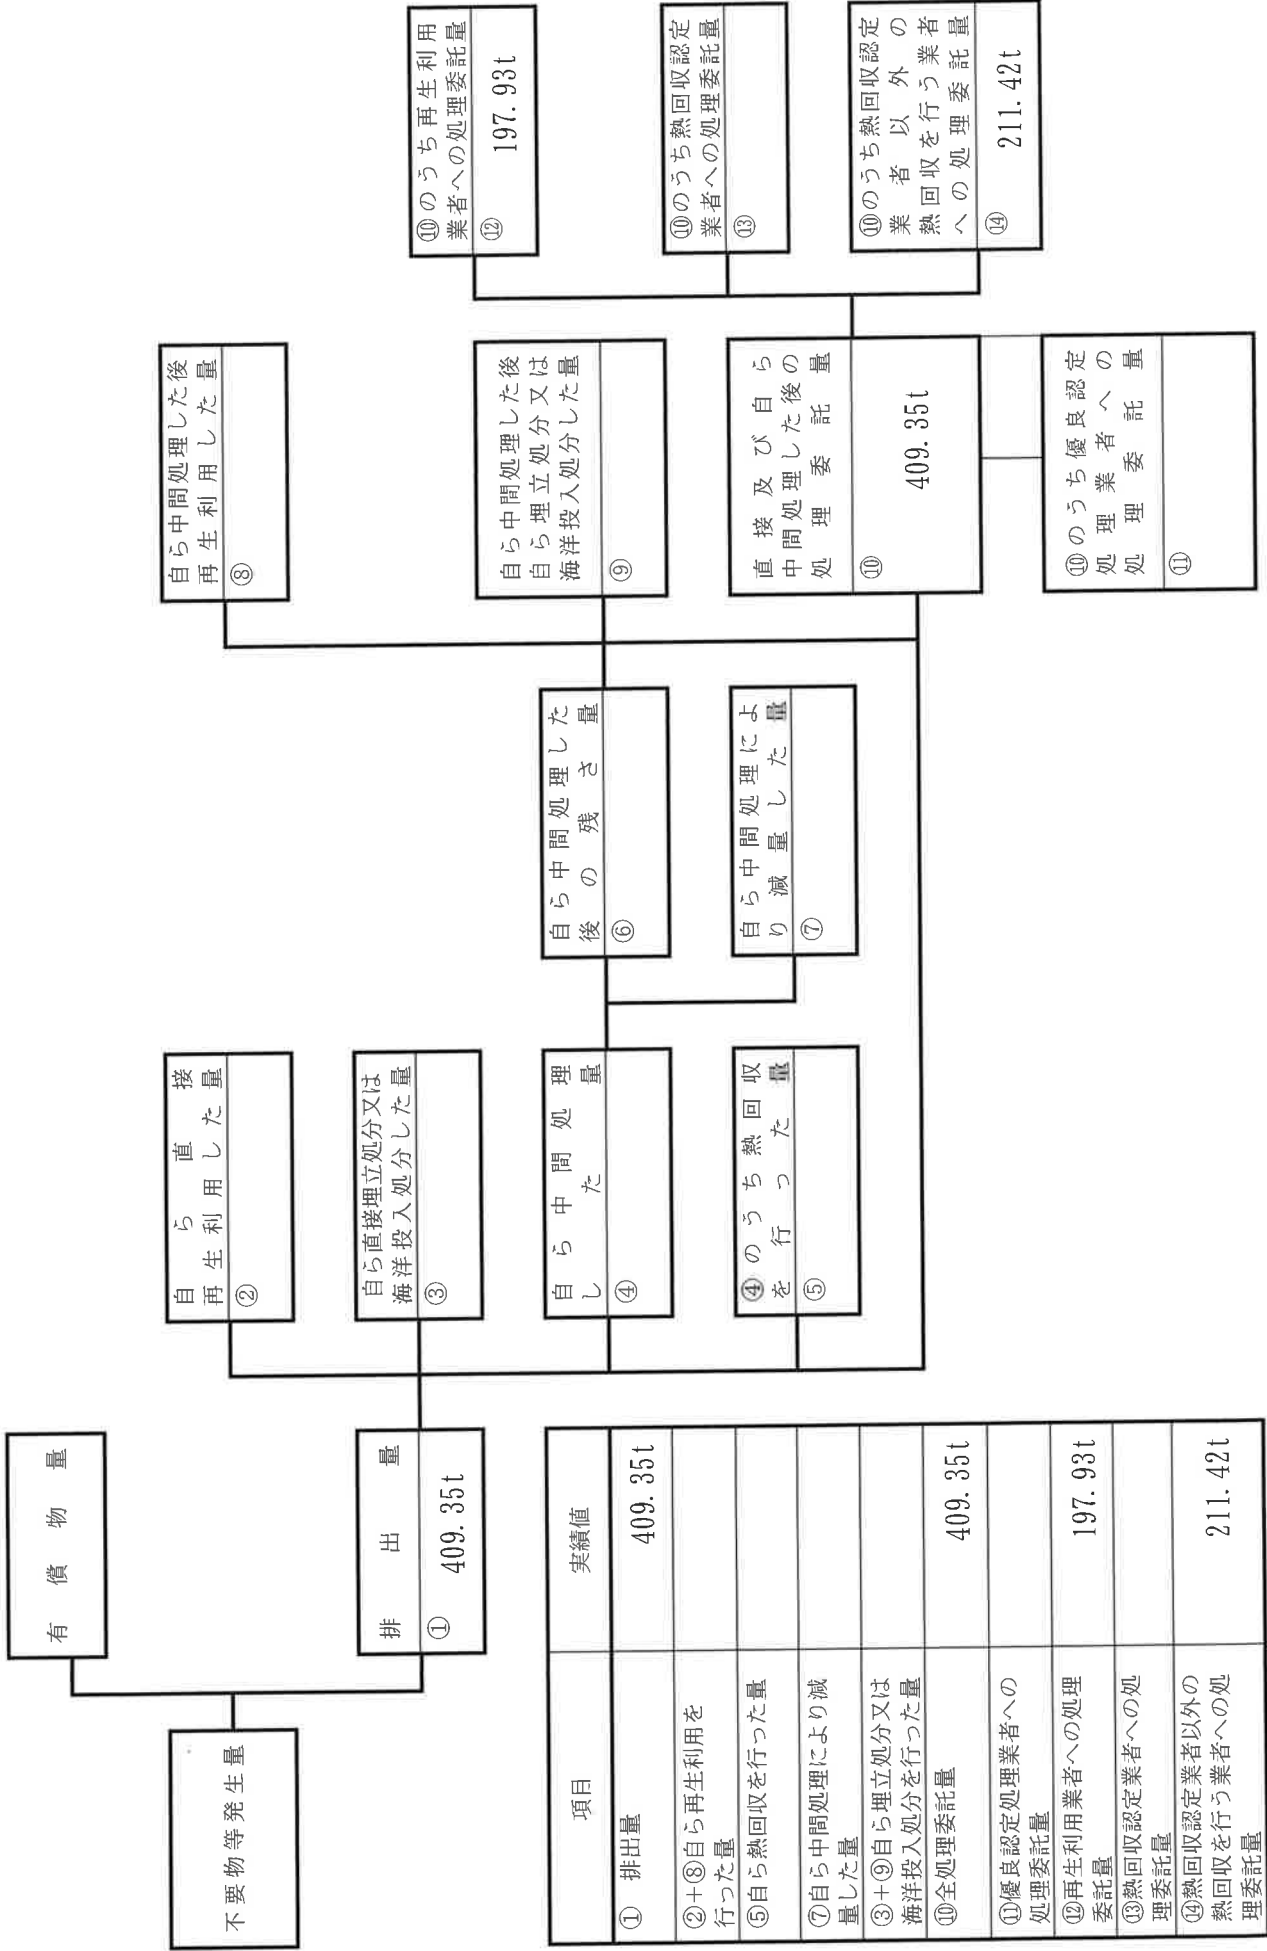 不要物等発生量
有償物量
排出量
① 409.35t
自ら直接
再生利用した量
②
自ら直接埋立処分又は
海洋投入処分した量
③
自ら中間処理
した量
④
④のうち熱回収
を行った量
⑤
自ら中間処理した
後の残さ量
⑥
自ら中間処理によ
り減量した量
⑦
自ら中間処理した後
再生利用した量
⑧
自ら中間処理した後
自ら埋立処分又は
海洋投入処分した量
⑨
直接及び自ら
中間処理した後の
処理委託量
⑩
409.35t
⑩のうち優良認定
処理業者への
処理委託量
⑪
⑩のうち再生利用
業者への処理委託量
⑫ 197.93t
⑩のうち熱回収認定
業者への処理委託量
⑬
⑩のうち熱回収認定
業者以外の
熱回収を行う業者
への処理委託量
⑭ 211.42t
項目 実績値
① 排出量 409.35t
②+⑧自ら再生利用を
行った量
⑤自ら熱回収を行った量
⑦自ら中間処理により減
量した量
③+⑨自ら埋立処分又は
海洋投入処分を行った量
⑩全処理委託量 409.35t
⑪優良認定処理業者への
処理委託量
⑫再生利用業者への処理
委託量 197.93t
⑬熱回収認定業者への処
理委託量
⑭熱回収認定業者以外の
熱回収を行う業者への処
理委託量 211.42t